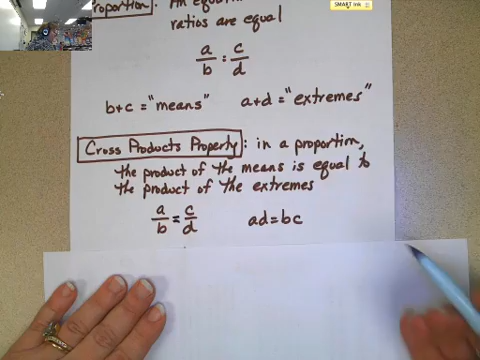 Proportion: An equation
ratios are equal
a/b = c/d
b+c = "means" a+d = "extremes"
Cross Products Property: in a proportion,
the product of the means is equal to
the product of the extremes
a/b = c/d ad = bc
SMART Ink